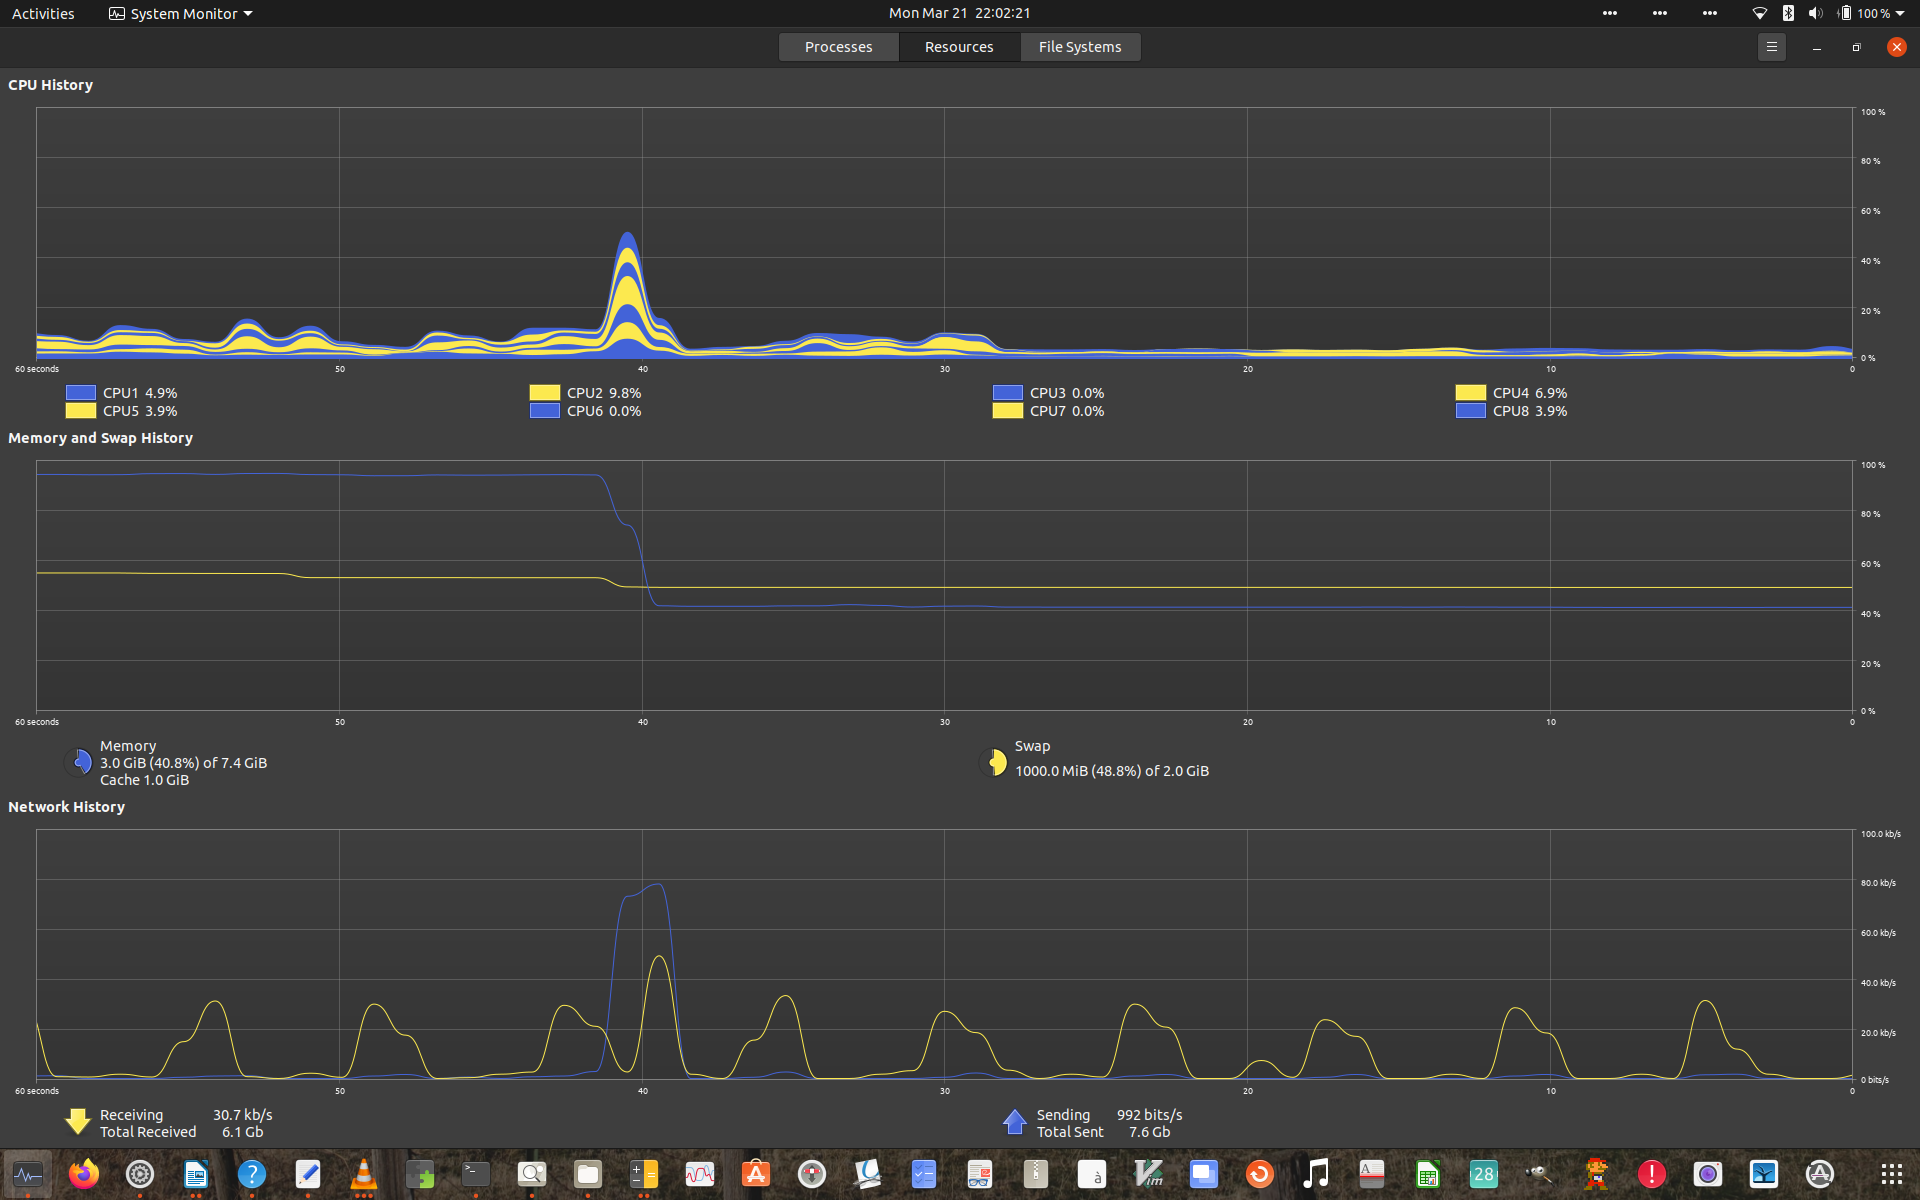 Activities System Monitor Mon Mar 21 22:02:21 100 %
Processes Resources File Systems
CPU History
100 %
80 %
60 %
40 %
20 %
0 %
60 seconds 50 40 30 20 10 0
CPU1 4.9% CPU2 9.8% CPU3 0.0% CPU4 6.9%
CPU5 3.9% CPU6 0.0% CPU7 0.0% CPU8 3.9%
Memory and Swap History
100 %
80 %
60 %
40 %
20 %
0 %
60 seconds 50 40 30 20 10 0
Memory
3.0 GiB (40.8%) of 7.4 GiB
Cache 1.0 GiB
Swap
1000.0 MiB (48.8%) of 2.0 GiB
Network History
100.0 kb/s
80.0 kb/s
60.0 kb/s
40.0 kb/s
20.0 kb/s
0 bits/s
60 seconds 50 40 30 20 10 0
Receiving 30.7 kb/s
Total Received 6.1 Gb
Sending 992 bits/s
Total Sent 7.6 Gb
? >_ à Vim A 28 !